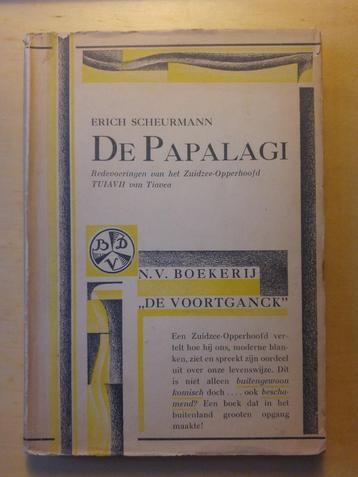 ERICH SCHEURMANN
DE PAPALAGI
Redevoeringen van het Zuidzee-Opperhoofd
TUIAVII van Tiavea
B D
V
N.V. BOEKERIJ
„DE VOORTGANCK”
Een Zuidzee-Opperhoofd ver-
telt hoe hij ons, moderne blan-
ken, ziet en spreekt zijn oordeel
uit over onze levenswijze. Dit
is niet alleen buitengewoon
komisch doch .... ook bescha-
mend? Een boek dat in het
buitenland grooten opgang
maakte!